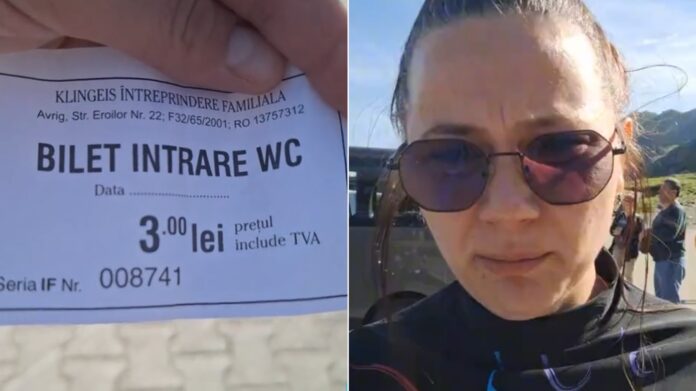 KLINGEIS ÎNTREPRINDERE FAMILIALA
Avrig, Str. Eroilor Nr. 22; F32/65/2001; RO 13757312
BILET INTRARE WC
Data ........................
3.00 lei prețul include TVA
Seria IF Nr. 008741